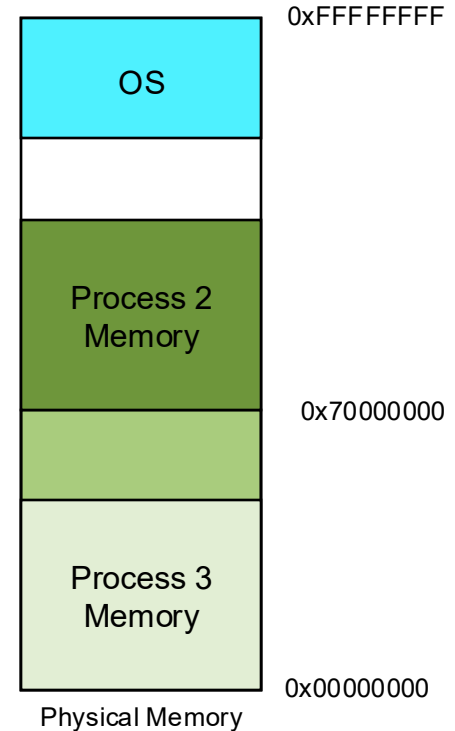 0xFFFFFFFF
OS
Process 2
Memory
0x70000000
Process 3
Memory
0x00000000
Physical Memory